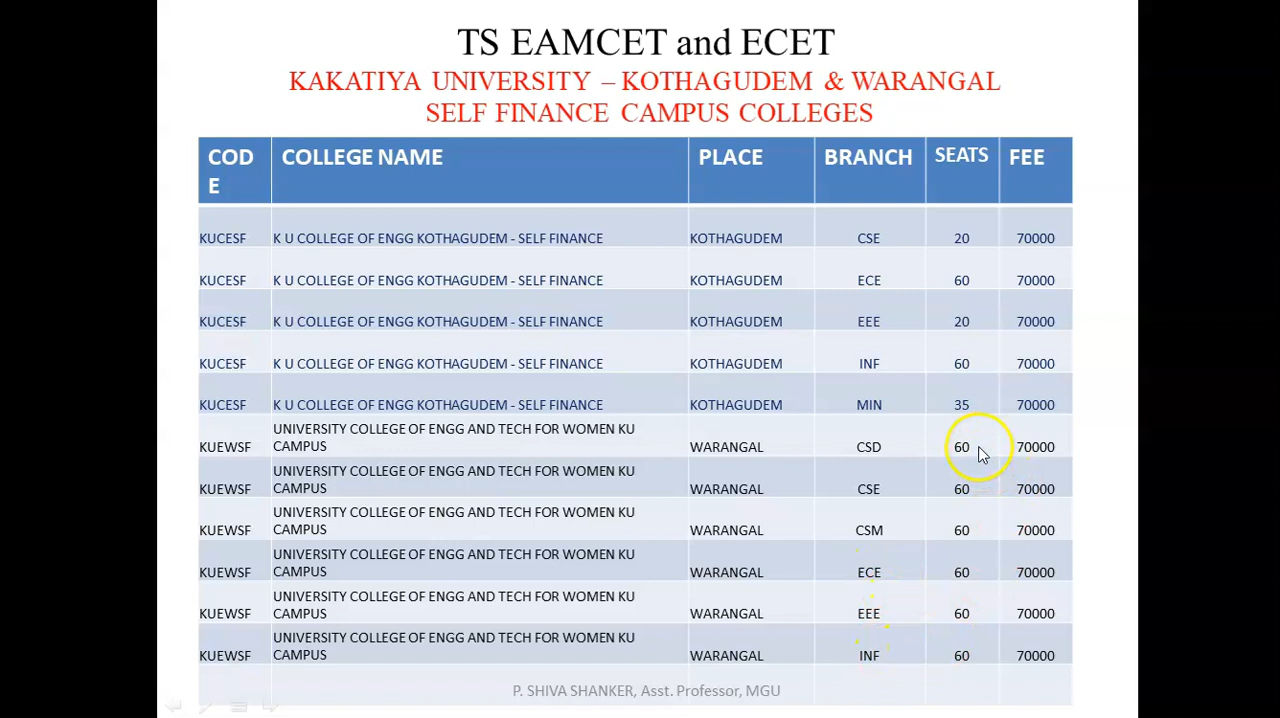 TS EAMCET and ECET
KAKATIYA UNIVERSITY – KOTHAGUDEM & WARANGAL
SELF FINANCE CAMPUS COLLEGES
CODE COLLEGE NAME PLACE BRANCH SEATS FEE
KUCESF K U COLLEGE OF ENGG KOTHAGUDEM - SELF FINANCE KOTHAGUDEM CSE 20 70000
KUCESF K U COLLEGE OF ENGG KOTHAGUDEM - SELF FINANCE KOTHAGUDEM ECE 60 70000
KUCESF K U COLLEGE OF ENGG KOTHAGUDEM - SELF FINANCE KOTHAGUDEM EEE 20 70000
KUCESF K U COLLEGE OF ENGG KOTHAGUDEM - SELF FINANCE KOTHAGUDEM INF 60 70000
KUCESF K U COLLEGE OF ENGG KOTHAGUDEM - SELF FINANCE KOTHAGUDEM MIN 35 70000
UNIVERSITY COLLEGE OF ENGG AND TECH FOR WOMEN KU
KUEWSF CAMPUS WARANGAL CSD 60 70000
UNIVERSITY COLLEGE OF ENGG AND TECH FOR WOMEN KU
KUEWSF CAMPUS WARANGAL CSE 60 70000
UNIVERSITY COLLEGE OF ENGG AND TECH FOR WOMEN KU
KUEWSF CAMPUS WARANGAL CSM 60 70000
UNIVERSITY COLLEGE OF ENGG AND TECH FOR WOMEN KU
KUEWSF CAMPUS WARANGAL ECE 60 70000
UNIVERSITY COLLEGE OF ENGG AND TECH FOR WOMEN KU
KUEWSF CAMPUS WARANGAL EEE 60 70000
UNIVERSITY COLLEGE OF ENGG AND TECH FOR WOMEN KU
KUEWSF CAMPUS WARANGAL INF 60 70000
P. SHIVA SHANKER, Asst. Professor, MGU